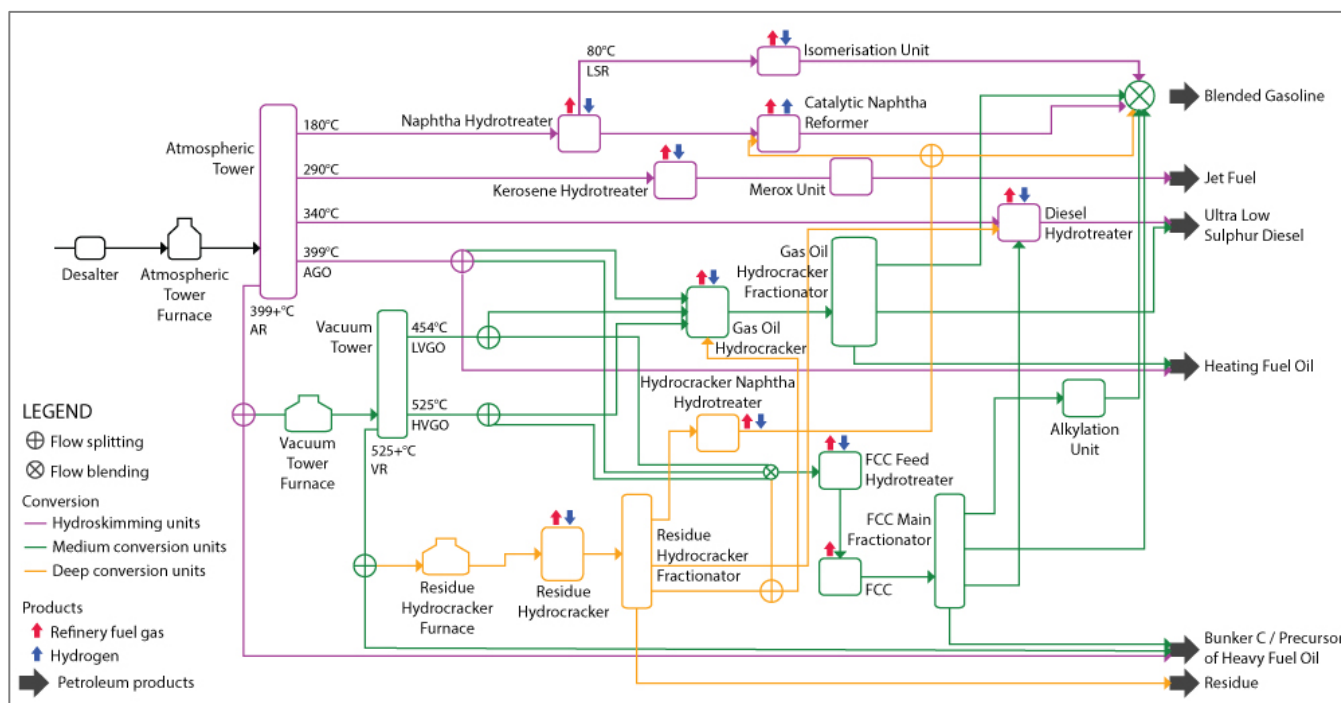 80°C
LSR
Isomerisation Unit
Naphtha Hydrotreater
Catalytic Naphtha
Reformer
Blended Gasoline
180°C
Atmospheric
Tower
290°C
Kerosene Hydrotreater
Merox Unit
Jet Fuel
340°C
Diesel
Hydrotreater
Ultra Low
Sulphur Diesel
399°C
AGO
Desalter
Atmospheric
Tower
Furnace
399+°C
AR
Gas Oil
Hydrocracker
Fractionator
Vacuum
Tower
454°C
LVGO
Gas Oil
Hydrocracker
Heating Fuel Oil
Hydrocracker Naphtha
Hydrotreater
525°C
HVGO
Alkylation
Unit
Vacuum
Tower
Furnace
525+°C
VR
FCC Feed
Hydrotreater
Residue
Hydrocracker
Fractionator
FCC Main
Fractionator
Residue
Hydrocracker
Furnace
Residue
Hydrocracker
FCC
Bunker C / Precursor
of Heavy Fuel Oil
Residue
LEGEND
Flow splitting
Flow blending
Conversion
Hydroskimming units
Medium conversion units
Deep conversion units
Products
Refinery fuel gas
Hydrogen
Petroleum products